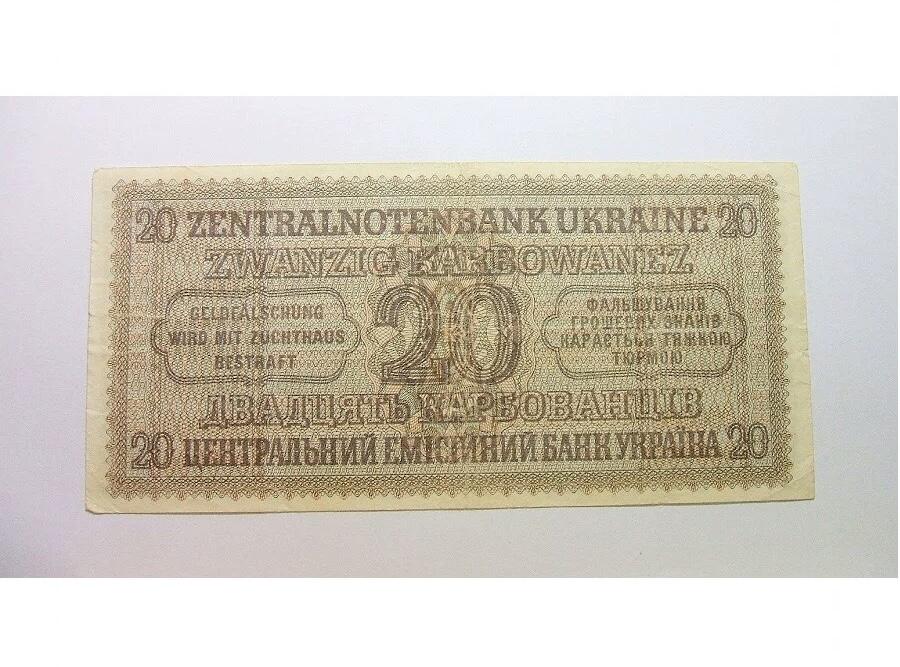 20 ZENTRALNOTENBANK UKRAINE 20
ZWANZIG KARBOWANEZ
GELDFÄLSCHUNG
WIRD MIT ZUCHTHAUS
BESTRAFT
20
ФАЛЬШУВАННЯ
ГРОШЕВИХ ЗНАКІВ
КАРАЄТЬСЯ ТЯЖКОЮ
ТЮРМОЮ
ДВАДЦЯТЬ КАРБОВАНЦІВ
20 ЦЕНТРАЛЬНИЙ ЕМІСІЙНИЙ БАНК УКРАЇНА 20